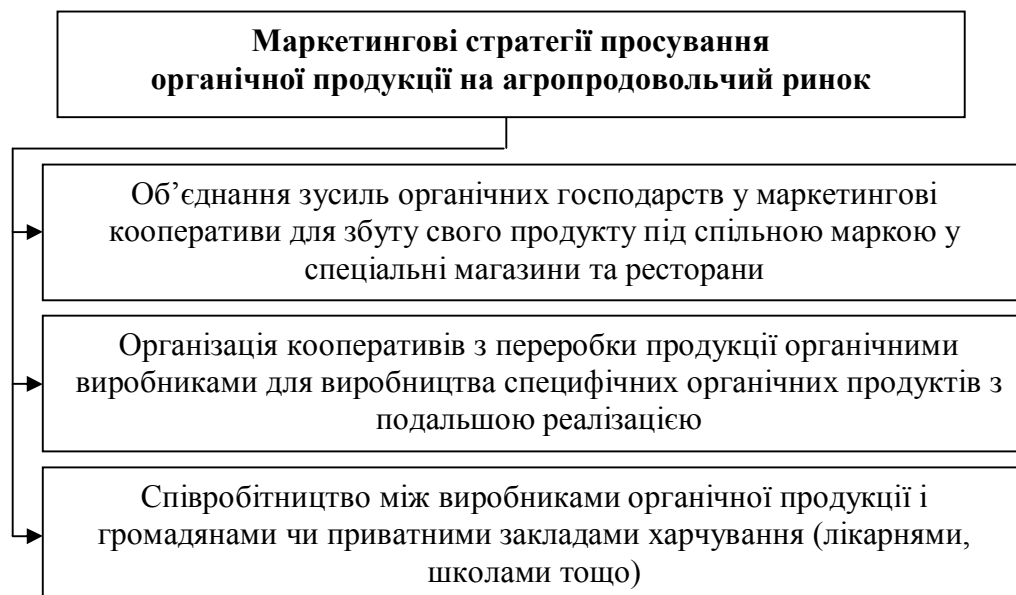 Маркетингові стратегії просування
органічної продукції на агропродовольчий ринок
Об’єднання зусиль органічних господарств у маркетингові
кооперативи для збуту свого продукту під спільною маркою у
спеціальні магазини та ресторани
Організація кооперативів з переробки продукції органічними
виробниками для виробництва специфічних органічних продуктів з
подальшою реалізацією
Співробітництво між виробниками органічної продукції і
громадянами чи приватними закладами харчування (лікарнями,
школами тощо)